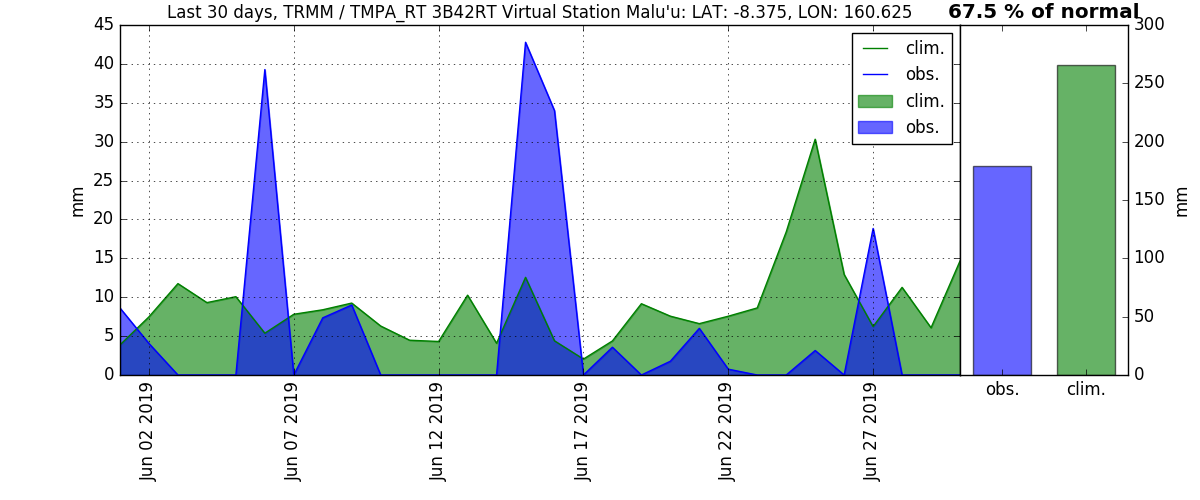 Last 30 days, TRMM / TMPA_RT 3B42RT Virtual Station Malu'u: LAT: -8.375, LON: 160.625
67.5 % of normal
45
40
35
30
25
20
15
10
5
0
mm
clim.
obs.
clim.
obs.
Jun 02 2019
Jun 07 2019
Jun 12 2019
Jun 17 2019
Jun 22 2019
Jun 27 2019
300
250
200
150
100
50
0
mm
obs.
clim.